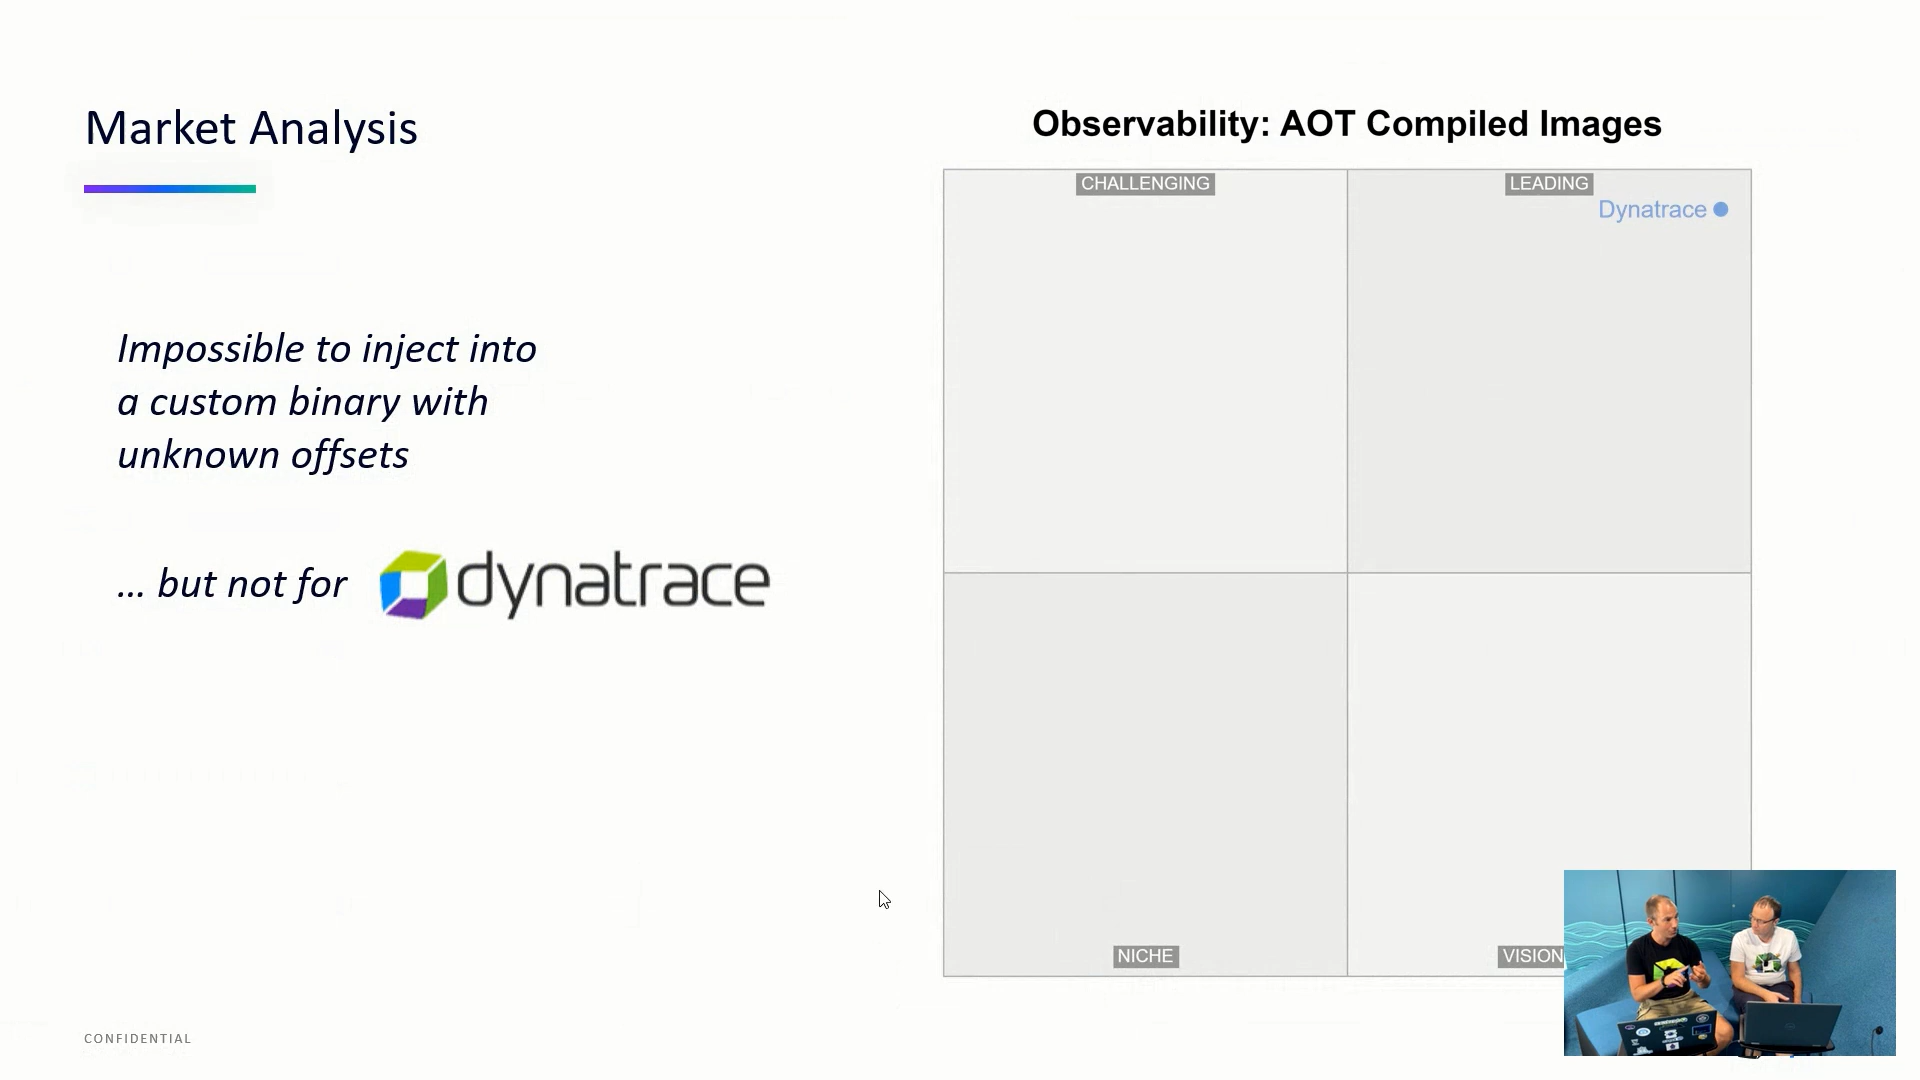 Market Analysis
Impossible to inject into
a custom binary with
unknown offsets
... but not for dynatrace
Observability: AOT Compiled Images
CHALLENGING
LEADING
Dynatrace
NICHE
VISION
CONFIDENTIAL